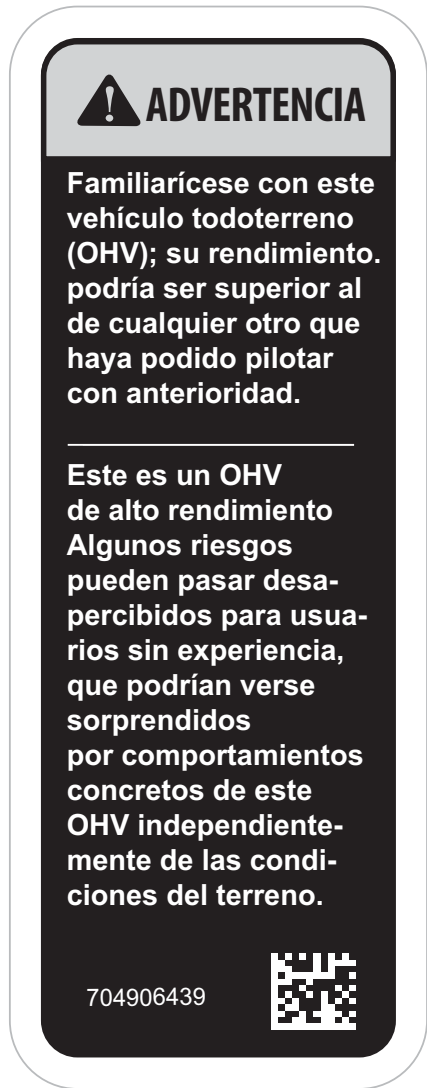 ADVERTENCIA
Familiarícese con este
vehículo todoterreno
(OHV); su rendimiento.
podría ser superior al
de cualquier otro que
haya podido pilotar
con anterioridad.
Este es un OHV
de alto rendimiento
Algunos riesgos
pueden pasar desa-
percibidos para usua-
rios sin experiencia,
que podrían verse
sorprendidos
por comportamientos
concretos de este
OHV independiente-
mente de las condi-
ciones del terreno.
704906439